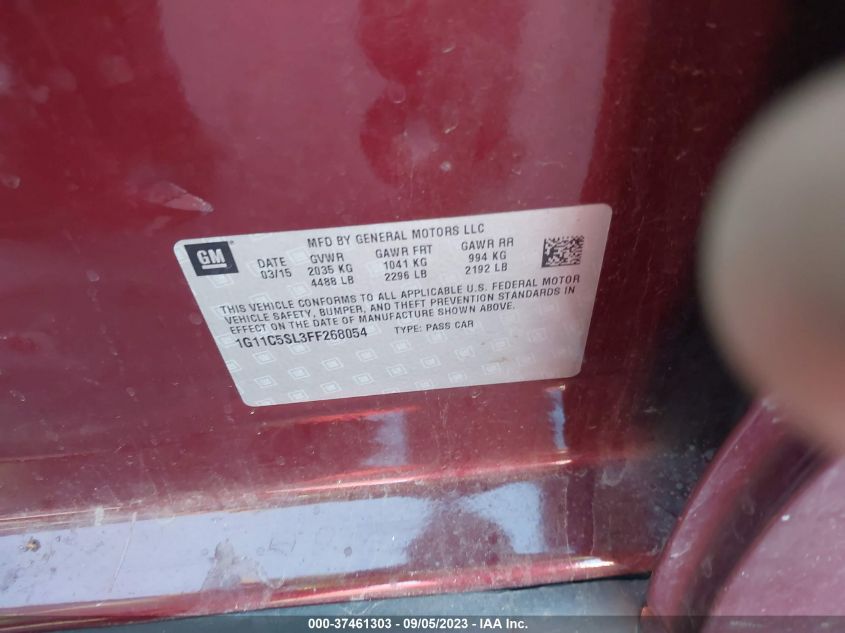 GM
MFD BY GENERAL MOTORS LLC
DATE GVWR GAWR FRT GAWR RR
03/15 2035 KG 1041 KG 994 KG
4488 LB 2296 LB 2192 LB
THIS VEHICLE CONFORMS TO ALL APPLICABLE U.S. FEDERAL MOTOR
VEHICLE SAFETY, BUMPER, AND THEFT PREVENTION STANDARDS IN
EFFECT ON THE DATE OF MANUFACTURE SHOWN ABOVE.
1G11C5SL3FF268054 TYPE: PASS CAR
000-37461303 - 09/05/2023 - IAA Inc.